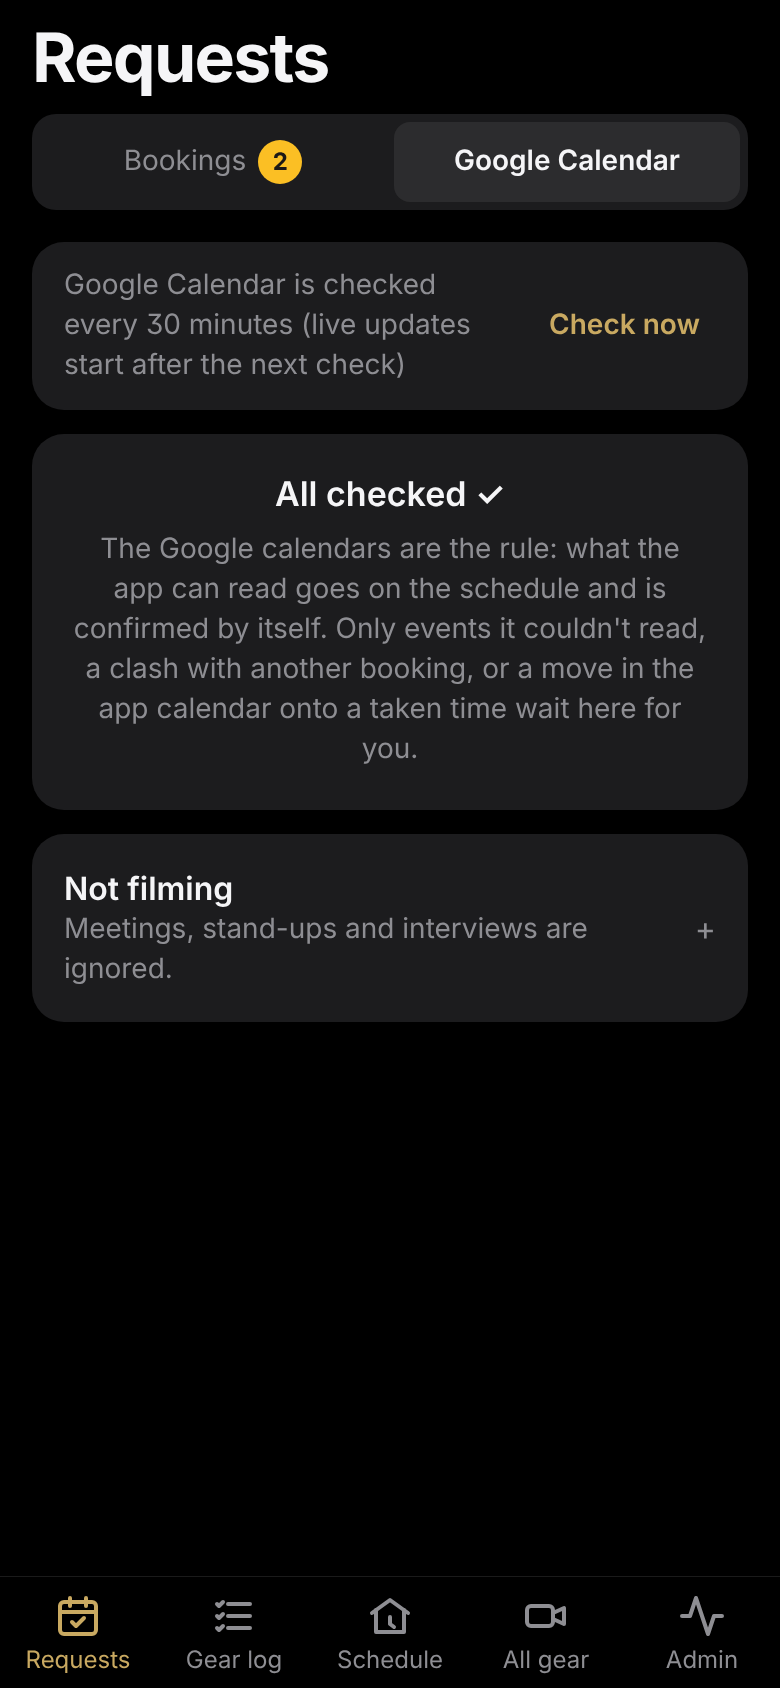 Requests
Bookings 2
Google Calendar
Google Calendar is checked
every 30 minutes (live updates
start after the next check)
Check now
All checked ✓
The Google calendars are the rule: what the
app can read goes on the schedule and is
confirmed by itself. Only events it couldn't read,
a clash with another booking, or a move in the
app calendar onto a taken time wait here for
you.
Not filming
Meetings, stand-ups and interviews are
ignored.
+
Requests
Gear log
Schedule
All gear
Admin